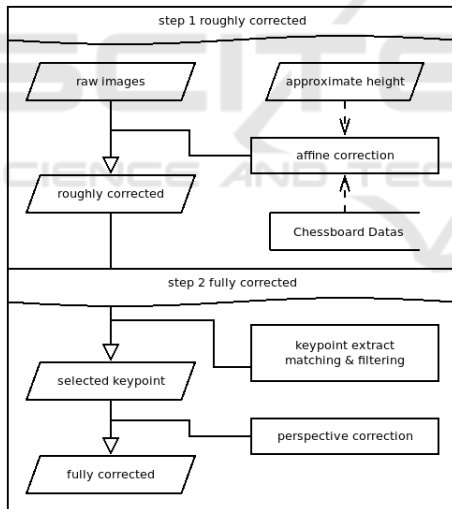 step 1 roughly corrected
raw images
approximate height
affine correction
roughly corrected
Chessboard Datas
step 2 fully corrected
keypoint extract
matching & filtering
selected keypoint
perspective correction
fully corrected